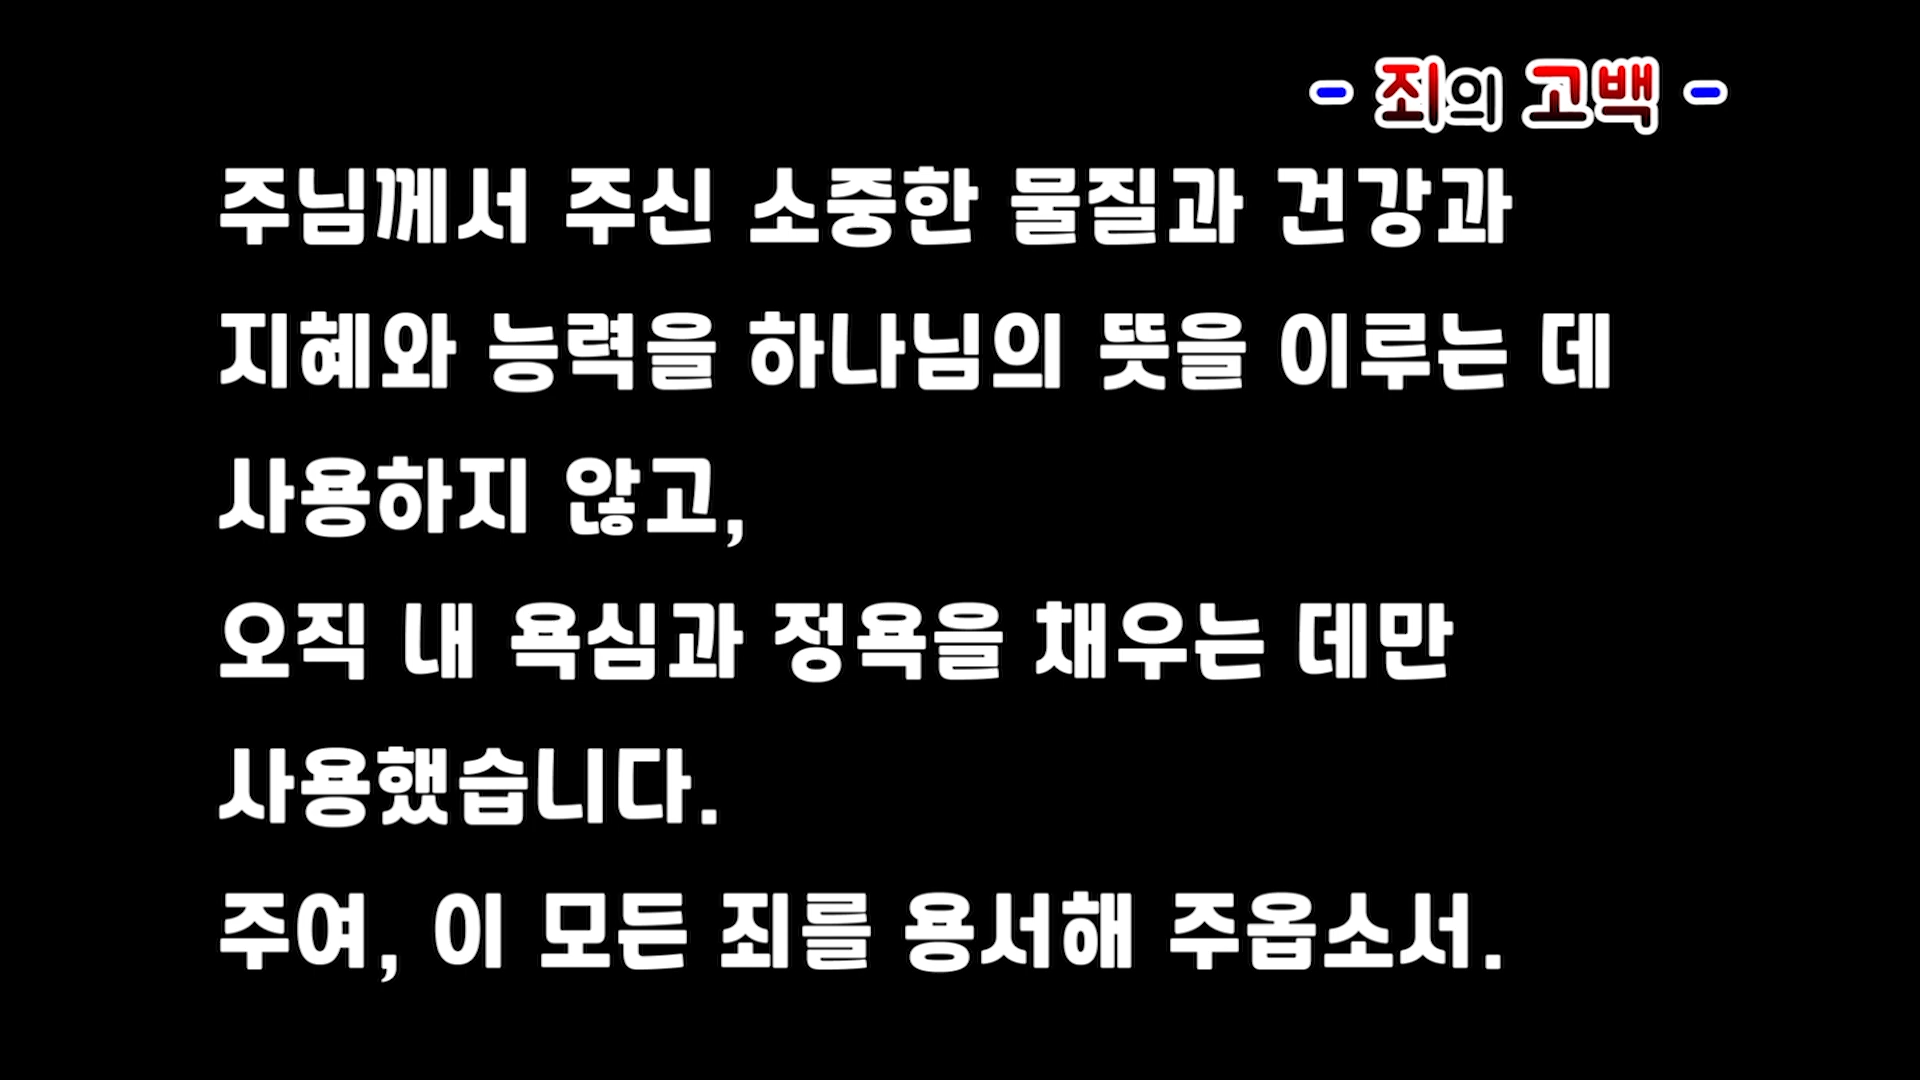 - 죄의 고백 -
주님께서 주신 소중한 물질과 건강과
지혜와 능력을 하나님의 뜻을 이루는 데
사용하지 않고,
오직 내 욕심과 정욕을 채우는 데만
사용했습니다.
주여, 이 모든 죄를 용서해 주옵소서.